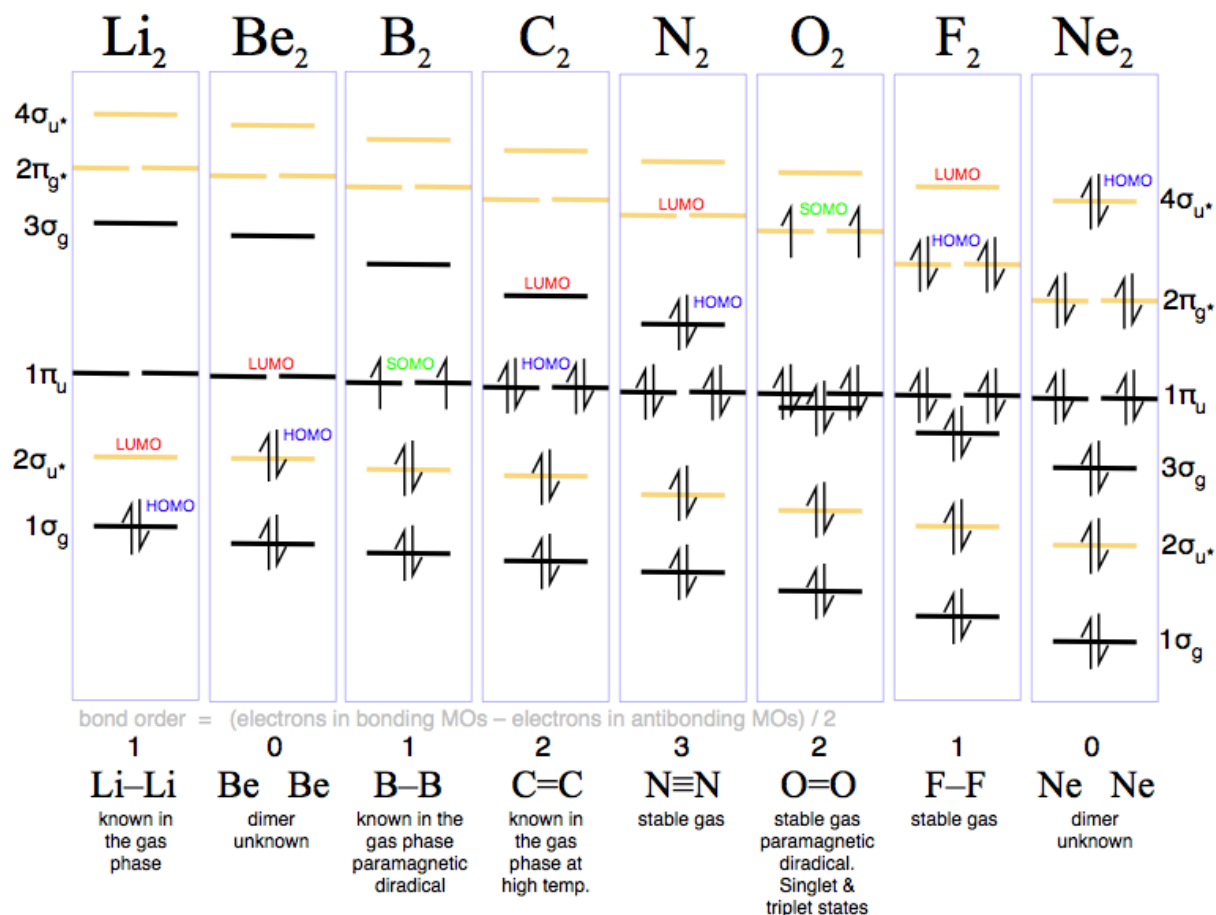 Li₂ Be₂ B₂ C₂ N₂ O₂ F₂ Ne₂
4σᵤ*
2πg*
3σg
1πᵤ
2σᵤ*
1σg
LUMO
HOMO
LUMO
HOMO
SOMO
LUMO
HOMO
LUMO
HOMO
SOMO
LUMO
HOMO
HOMO
4σᵤ*
2πg*
1πᵤ
3σg
2σᵤ*
1σg
bond order = (electrons in bonding MOs – electrons in antibonding MOs) / 2
1 0 1 2 3 2 1 0
Li–Li Be Be B–B C=C N≡N O=O F–F Ne Ne
known in
the gas
phase
dimer
unknown
known in the
gas phase
paramagnetic
diradical
known in
the gas
phase at
high temp.
stable gas
stable gas
paramagnetic
diradical.
Singlet &
triplet states
stable gas
dimer
unknown